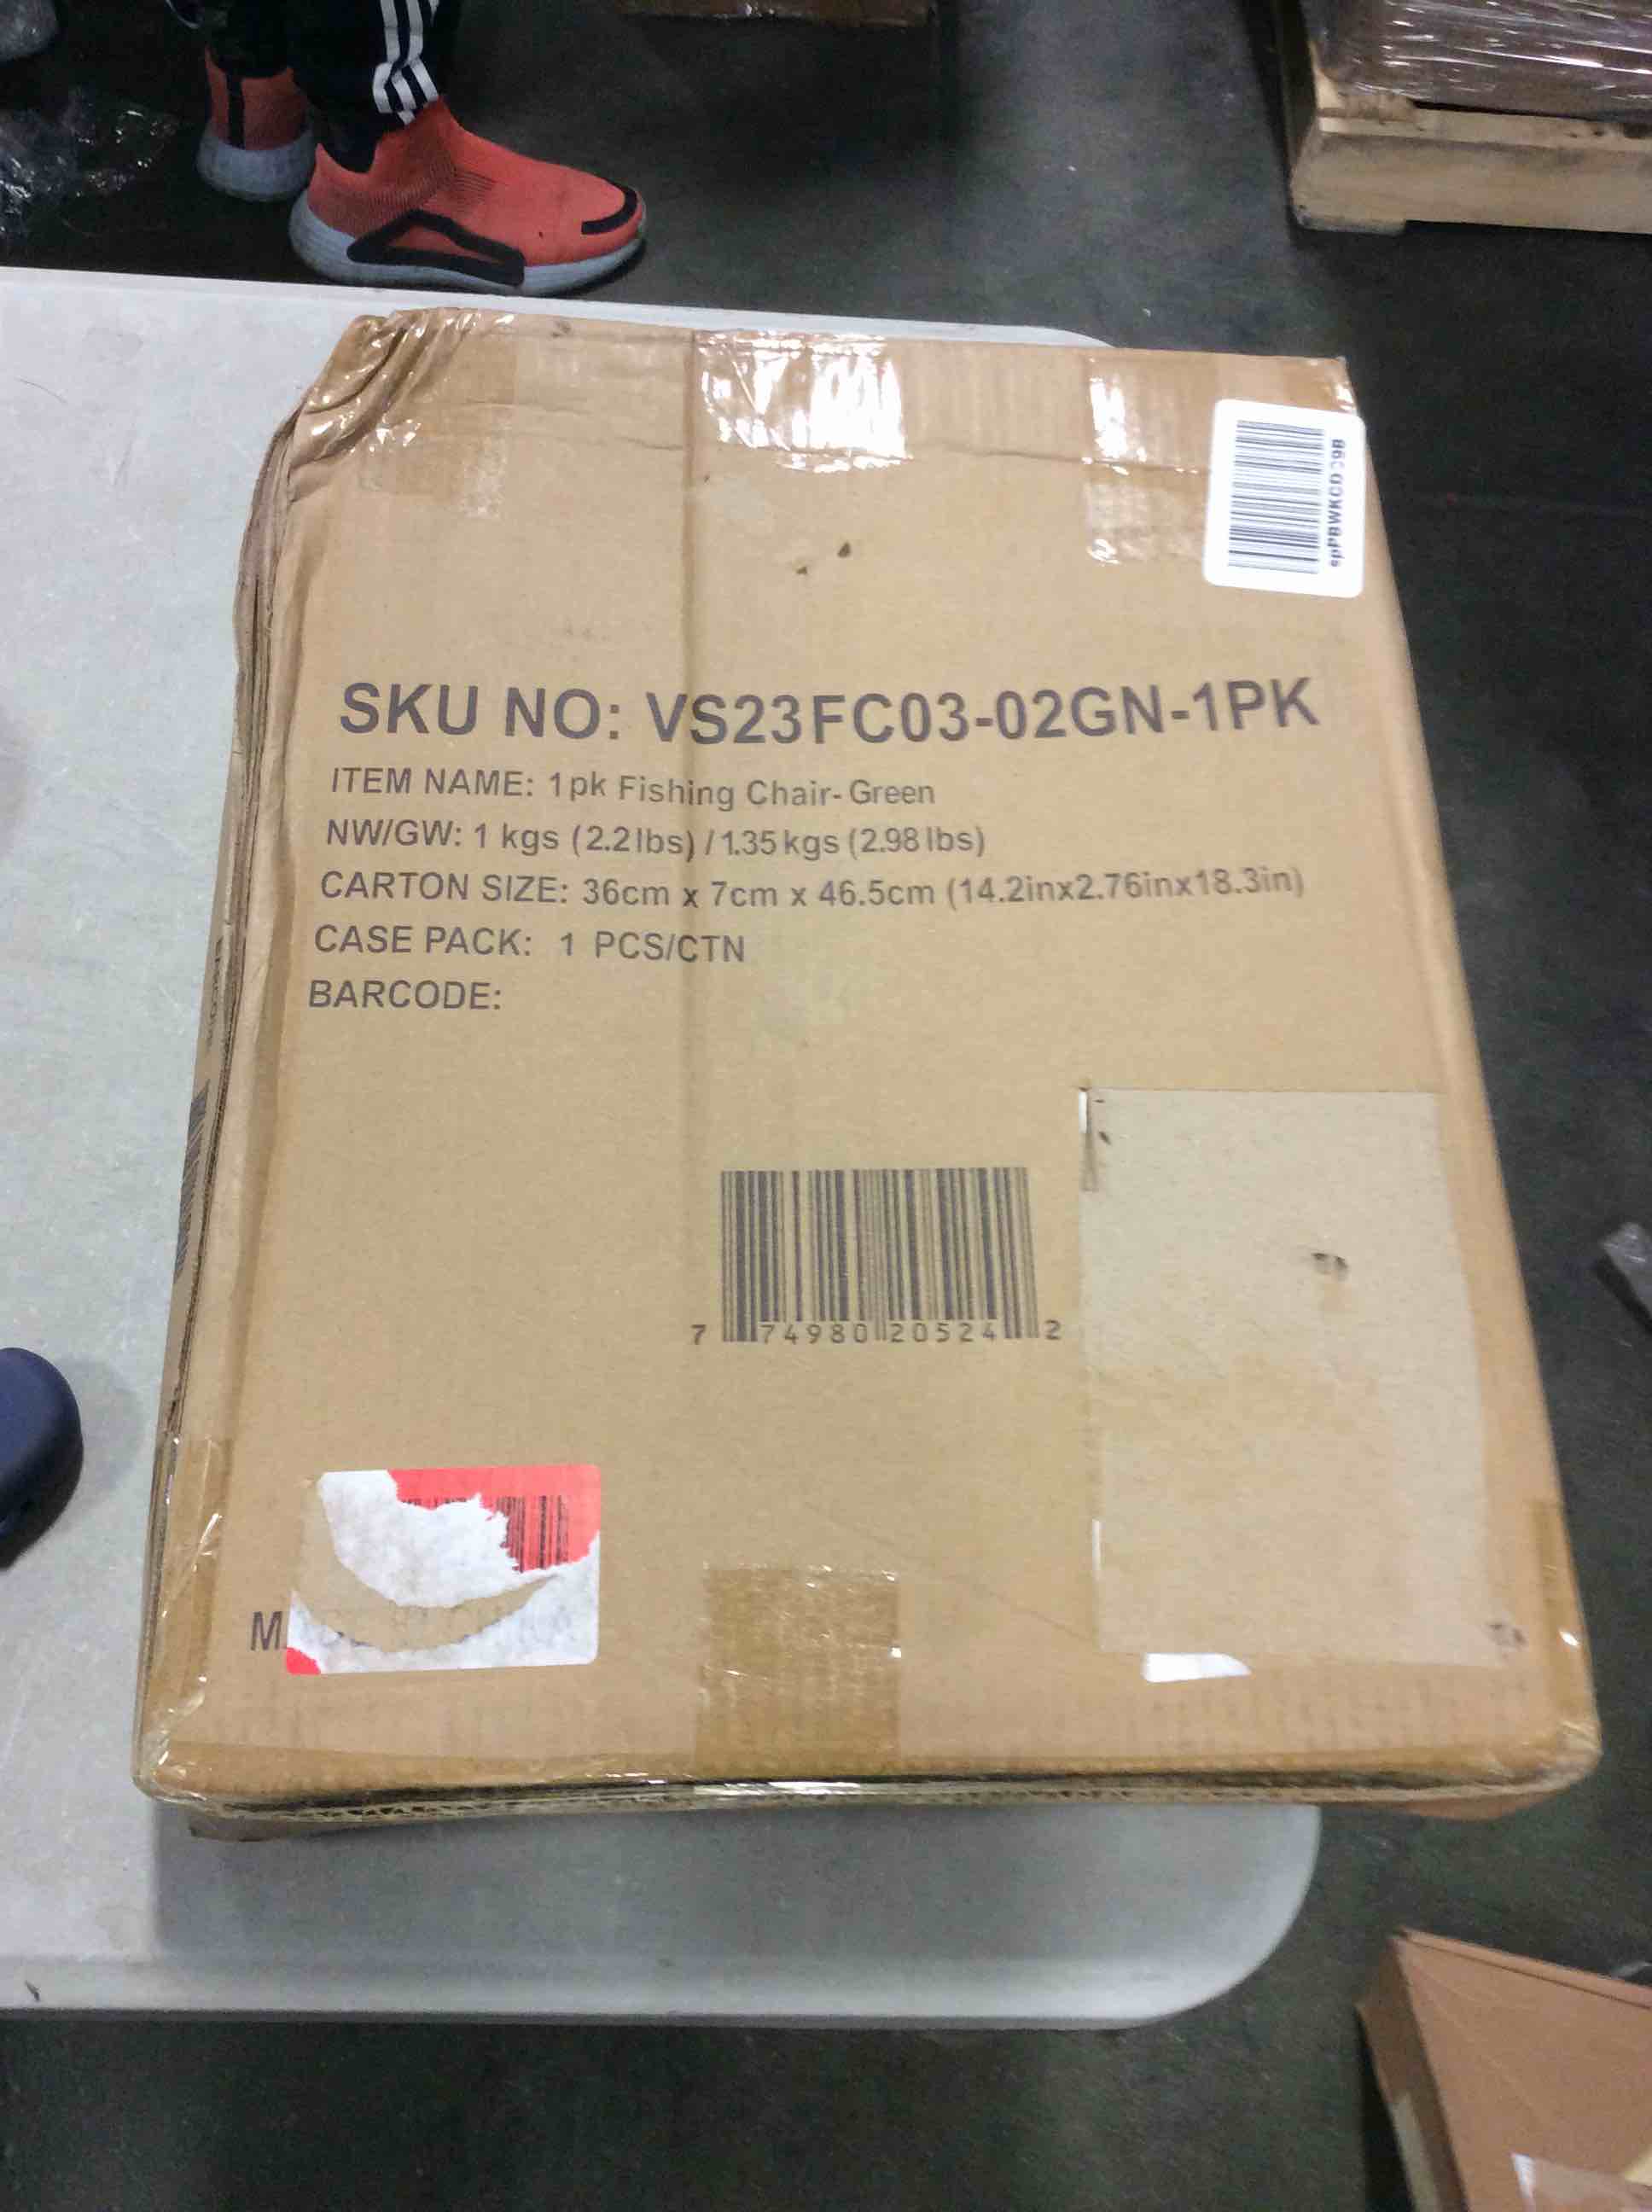 SKU NO: VS23FC03-02GN-1PK
ITEM NAME: 1pk Fishing Chair-Green
NW/GW: 1 kgs (2.2lbs) / 1.35 kgs (2.98 lbs)
CARTON SIZE: 36cm x 7cm x 46.5cm (14.2inx2.76inx18.3in)
CASE PACK: 1 PCS/CTN
BARCODE:
7 74980 20524 2